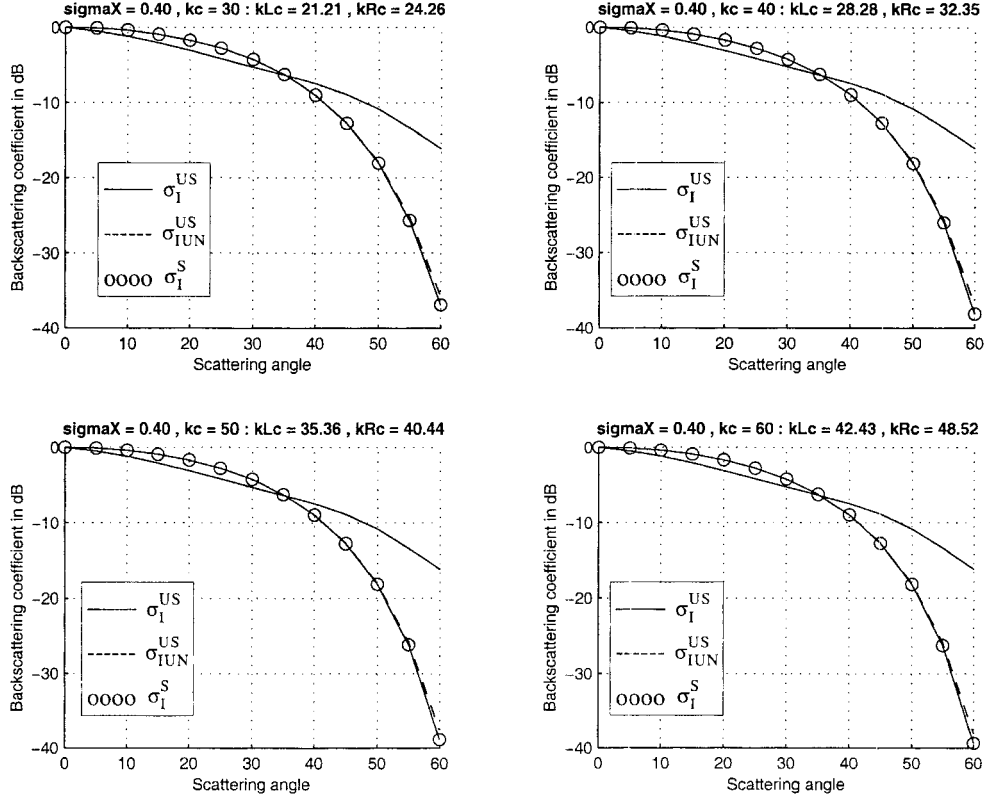 sigmaX = 0.40 , kc = 30 : kLc = 21.21 , kRc = 24.26
0
-10
-20
-30
-40
Backscattering coefficient in dB
σ_I^US
σ_IUN^US
oooo σ_I^S
0 10 20 30 40 50 60
Scattering angle
sigmaX = 0.40 , kc = 40 : kLc = 28.28 , kRc = 32.35
0
-10
-20
-30
-40
Backscattering coefficient in dB
σ_I^US
σ_IUN^US
oooo σ_I^S
0 10 20 30 40 50 60
Scattering angle
sigmaX = 0.40 , kc = 50 : kLc = 35.36 , kRc = 40.44
0
-10
-20
-30
-40
Backscattering coefficient in dB
σ_I^US
σ_IUN^US
oooo σ_I^S
0 10 20 30 40 50 60
Scattering angle
sigmaX = 0.40 , kc = 60 : kLc = 42.43 , kRc = 48.52
0
-10
-20
-30
-40
Backscattering coefficient in dB
σ_I^US
σ_IUN^US
oooo σ_I^S
0 10 20 30 40 50 60
Scattering angle